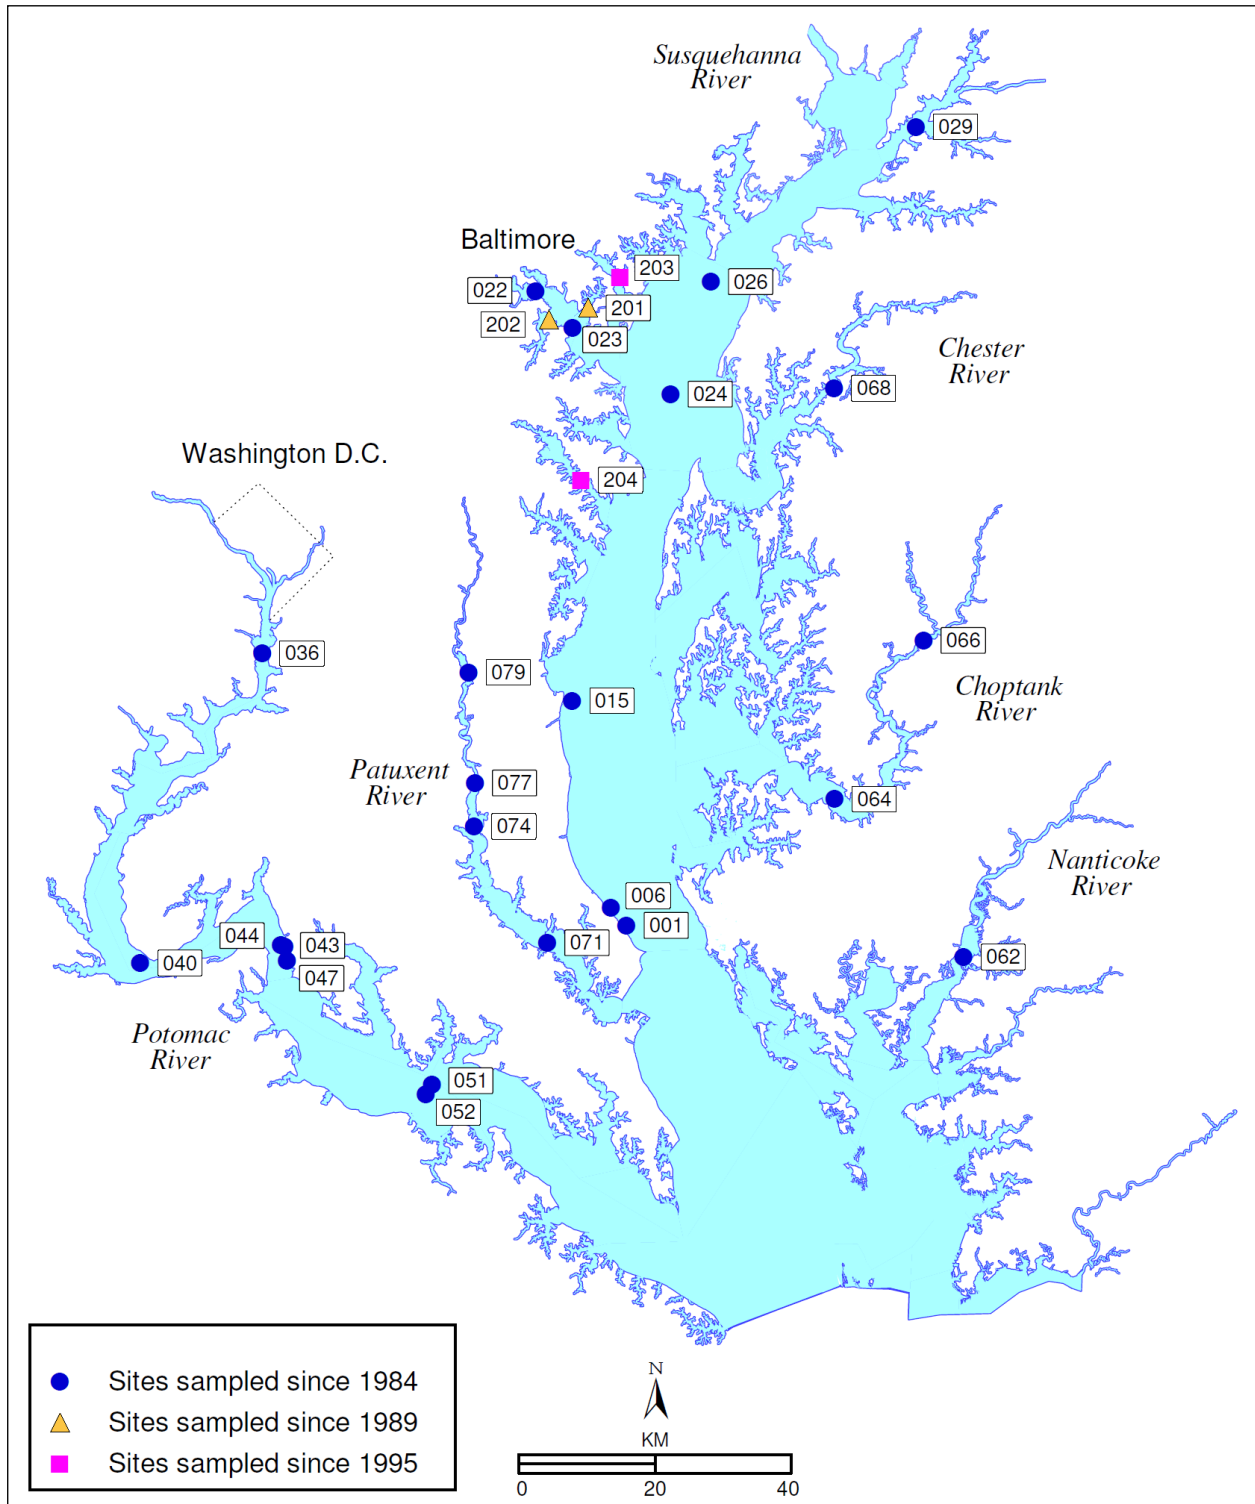 Susquehanna
River
029
Baltimore
203
022
026
201
202
023
Chester
River
068
024
Washington D.C.
204
036
066
079
Choptank
River
015
Patuxent
River
077
064
074
Nanticoke
River
006
001
044
043
071
062
040
047
Potomac
River
051
052
Sites sampled since 1984
Sites sampled since 1989
Sites sampled since 1995
N
KM
0 20 40